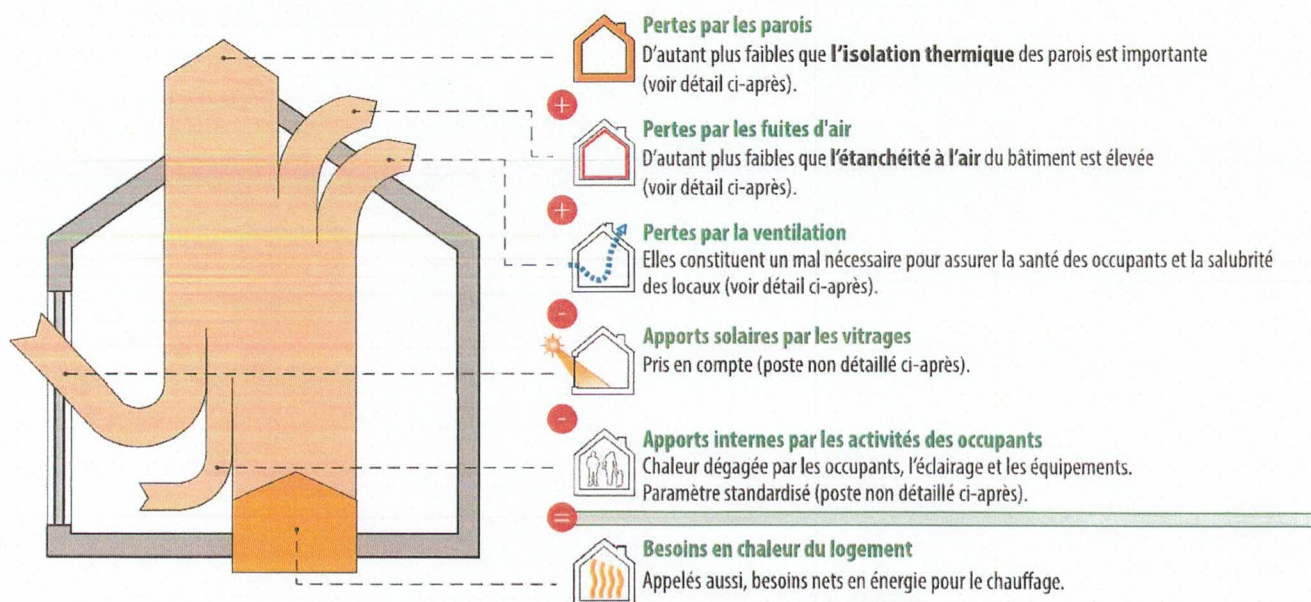 Pertes par les parois
D'autant plus faibles que l'isolation thermique des parois est importante
(voir détail ci-après).
+
Pertes par les fuites d'air
D'autant plus faibles que l'étanchéité à l'air du bâtiment est élevée
(voir détail ci-après).
+
Pertes par la ventilation
Elles constituent un mal nécessaire pour assurer la santé des occupants et la salubrité
des locaux (voir détail ci-après).
-
Apports solaires par les vitrages
Pris en compte (poste non détaillé ci-après).
-
Apports internes par les activités des occupants
Chaleur dégagée par les occupants, l'éclairage et les équipements.
Paramètre standardisé (poste non détaillé ci-après).
=
Besoins en chaleur du logement
Appelés aussi, besoins nets en énergie pour le chauffage.